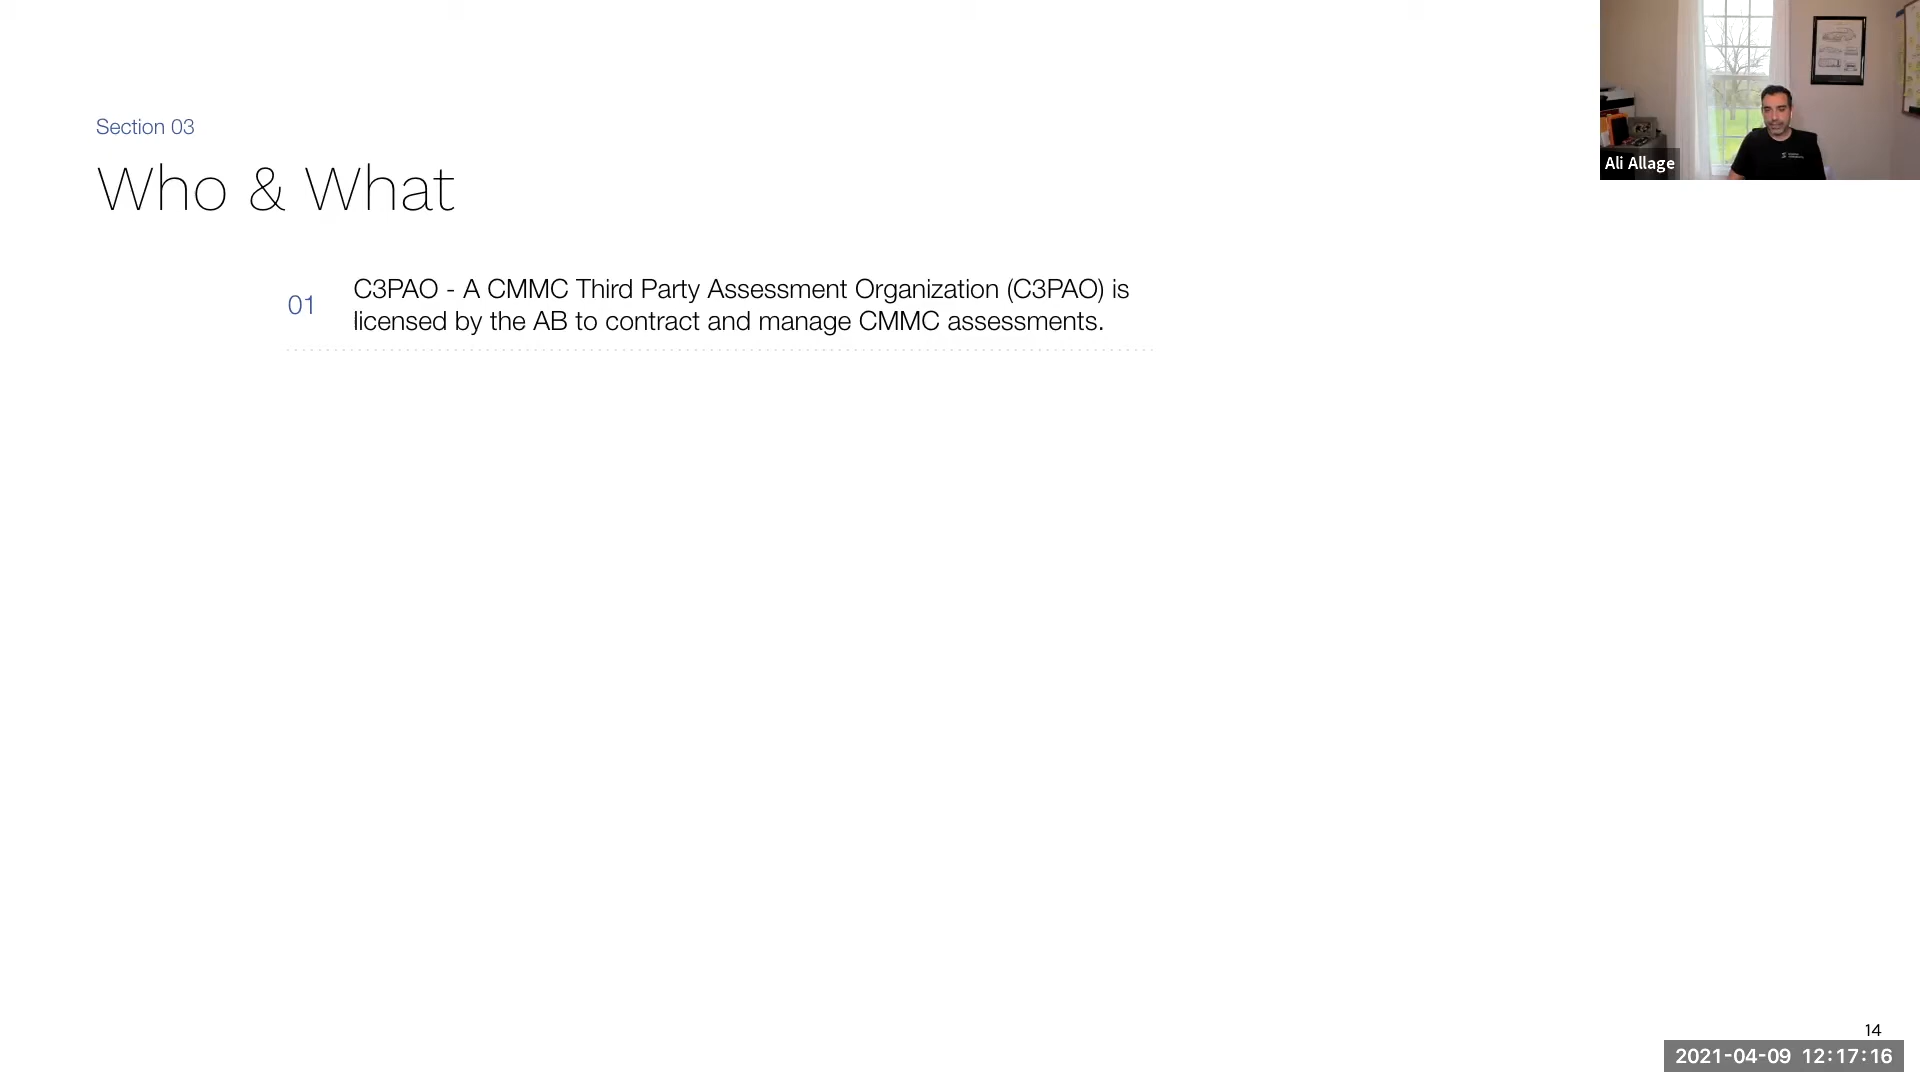 Section 03
Who & What
01
C3PAO - A CMMC Third Party Assessment Organization (C3PAO) is
licensed by the AB to contract and manage CMMC assessments.
Ali Allage
14
2021-04-09 12:17:16